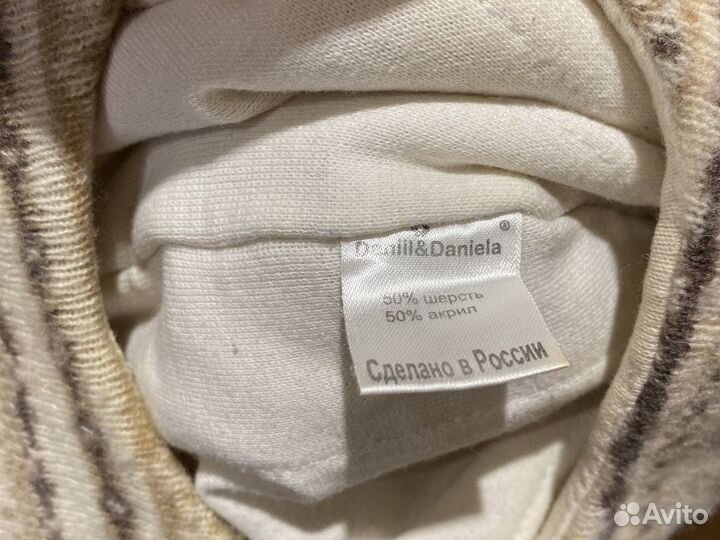 Daniil&Daniela ®
50% шерсть
50% акрил
Сделано в России
Avito